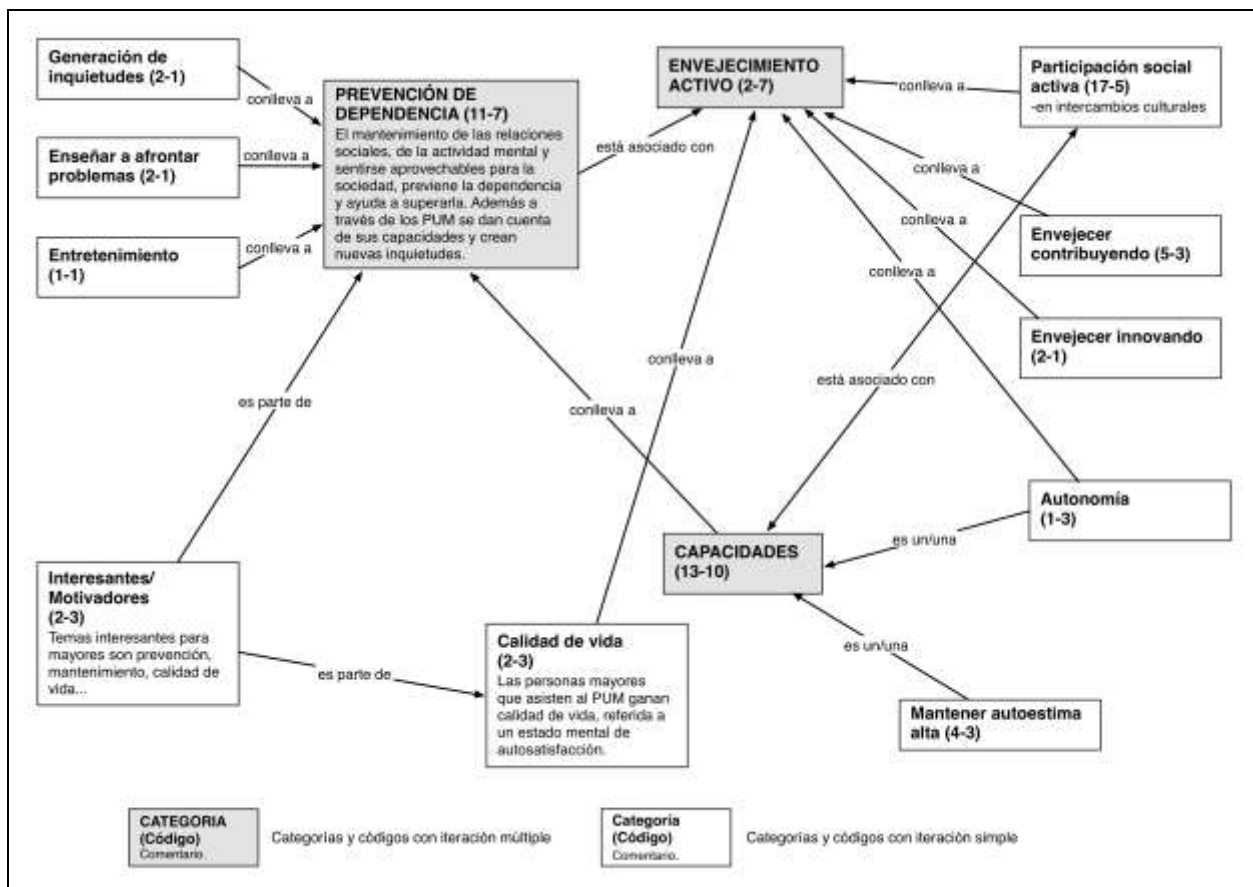 Generación de
inquietudes (2-1)
conlleva a
Enseñar a afrontar
problemas (2-1)
conlleva a
Entretenimiento
(1-1)
conlleva a
PREVENCIÓN DE
DEPENDENCIA (11-7)
El mantenimiento de las relaciones
sociales, de la actividad mental y
sentirse aprovechables para la
sociedad, previene la dependencia
y ayuda a superarla. Además a
través de los PUM se dan cuenta
de sus capacidades y crean
nuevas inquietudes.
está asociado con
ENVEJECIMIENTO
ACTIVO (2-7)
conlleva a
Participación social
activa (17-5)
-en intercambios culturales
conlleva a
Envejecer
contribuyendo (5-3)
conlleva a
Envejecer innovando
(2-1)
conlleva a
conlleva a
está asociado con
es parte de
conlleva a
Autonomía
(1-3)
es un/una
CAPACIDADES
(13-10)
Interesantes/
Motivadores
(2-3)
Temas interesantes para
mayores son prevención,
mantenimiento, calidad de
vida...
es parte de
Calidad de vida
(2-3)
Las personas mayores
que asisten al PUM ganan
calidad de vida, referida a
un estado mental de
autosatisfacción.
es un/una
Mantener autoestima
alta (4-3)
CATEGORIA
(Código)
Comentario.
Categorías y códigos con iteración múltiple
Categoría
(Código)
Comentario.
Categorías y códigos con iteración simple